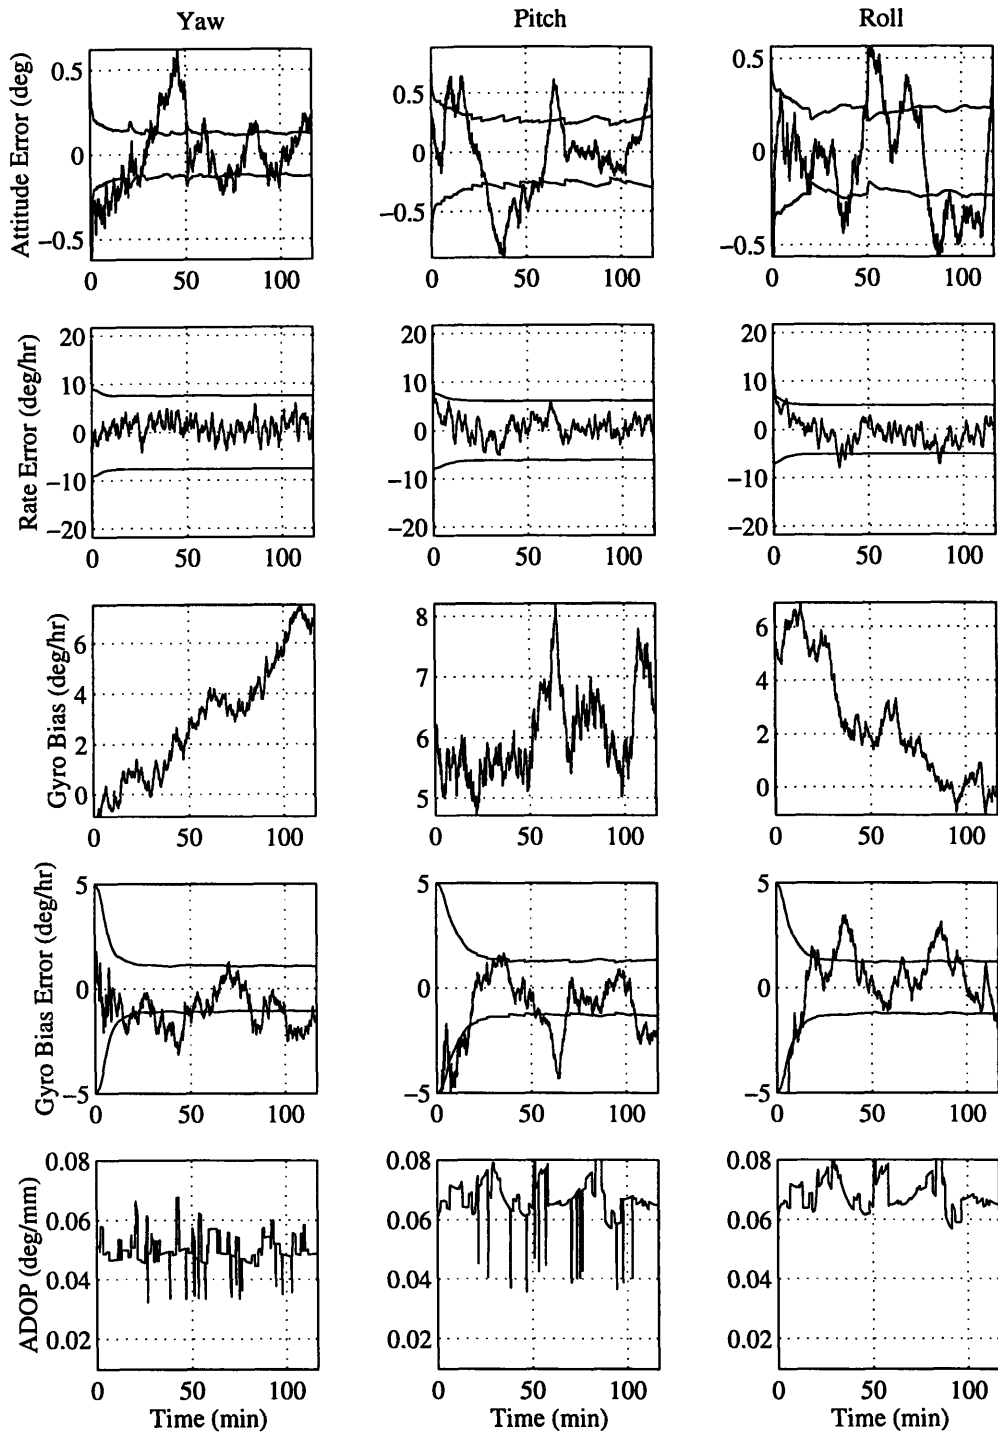 Yaw Pitch Roll
Attitude Error (deg)
0.5
0
−0.5
0 50 100
0.5
0
−0.5
0 50 100
0.5
0
−0.5
0 50 100
Rate Error (deg/hr)
20
10
0
−10
−20
0 50 100
20
10
0
−10
−20
0 50 100
20
10
0
−10
−20
0 50 100
Gyro Bias (deg/hr)
6
4
2
0
0 50 100
8
7
6
5
0 50 100
6
4
2
0
0 50 100
Gyro Bias Error (deg/hr)
5
0
−5
0 50 100
5
0
−5
0 50 100
5
0
−5
0 50 100
ADOP (deg/mm)
0.08
0.06
0.04
0.02
0 50 100
Time (min)
0.08
0.06
0.04
0.02
0 50 100
Time (min)
0.08
0.06
0.04
0.02
0 50 100
Time (min)